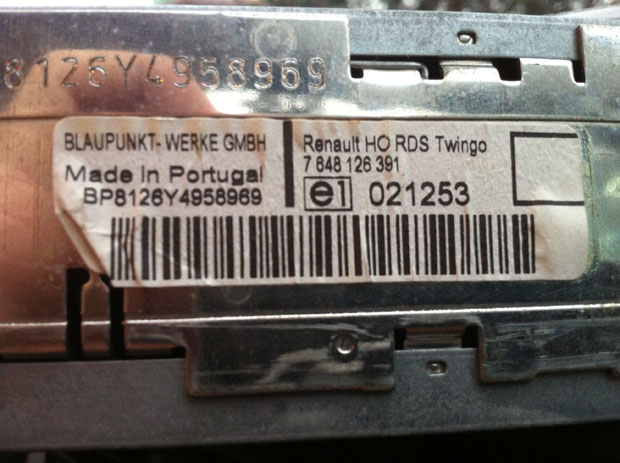 8126Y4958969
BLAUPUNKT- WERKE GMBH
Made in Portugal
BP8126Y4958969
Renault HO RDS Twingo
7 648 126 391
e1 021253